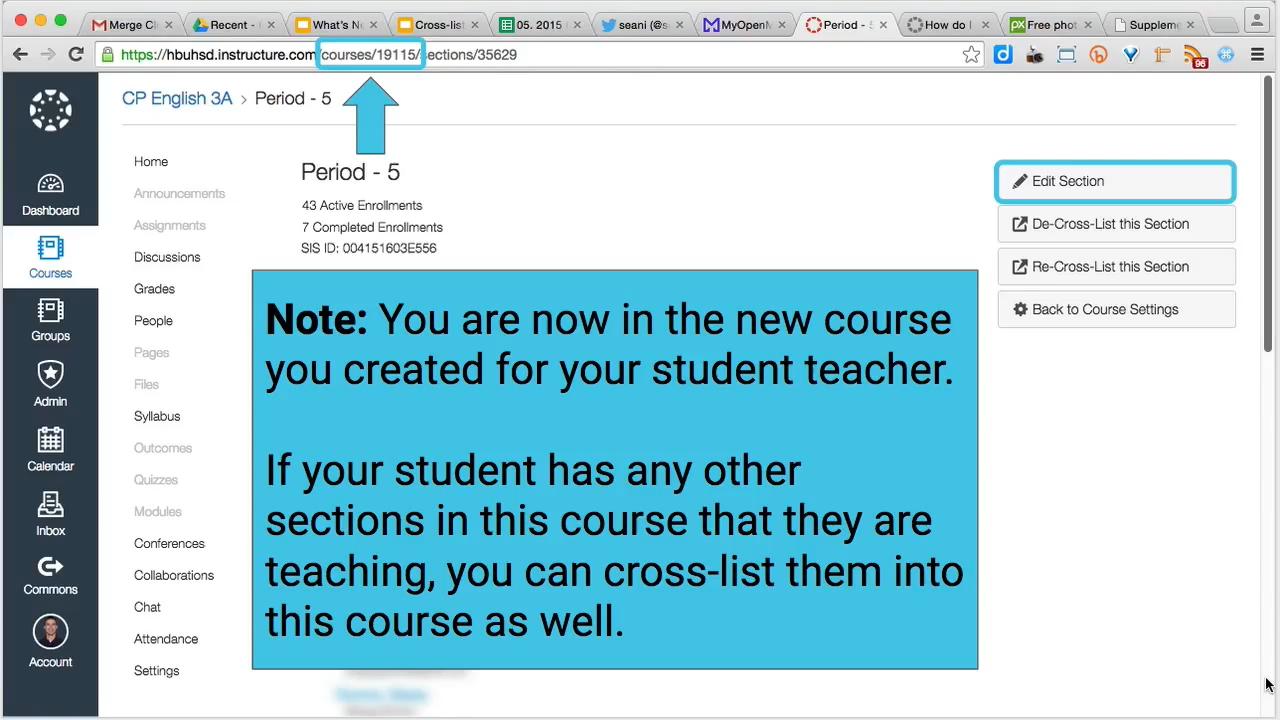 Merge Cl
Recent -
What's N
Cross-list
05. 2015
seani (@s
MyOpenM
Period - 5
How do I
Free phot
Supplem
https://hbuhsd.instructure.com/courses/19115/sections/35629
96
CP English 3A > Period - 5
Dashboard
Courses
Groups
Admin
Calendar
Inbox
Commons
Account
Home
Announcements
Assignments
Discussions
Grades
People
Pages
Files
Syllabus
Outcomes
Quizzes
Modules
Conferences
Collaborations
Chat
Attendance
Settings
Period - 5
43 Active Enrollments
7 Completed Enrollments
SIS ID: 004151603E556
Note: You are now in the new course
you created for your student teacher.
If your student has any other
sections in this course that they are
teaching, you can cross-list them into
this course as well.
Edit Section
De-Cross-List this Section
Re-Cross-List this Section
Back to Course Settings